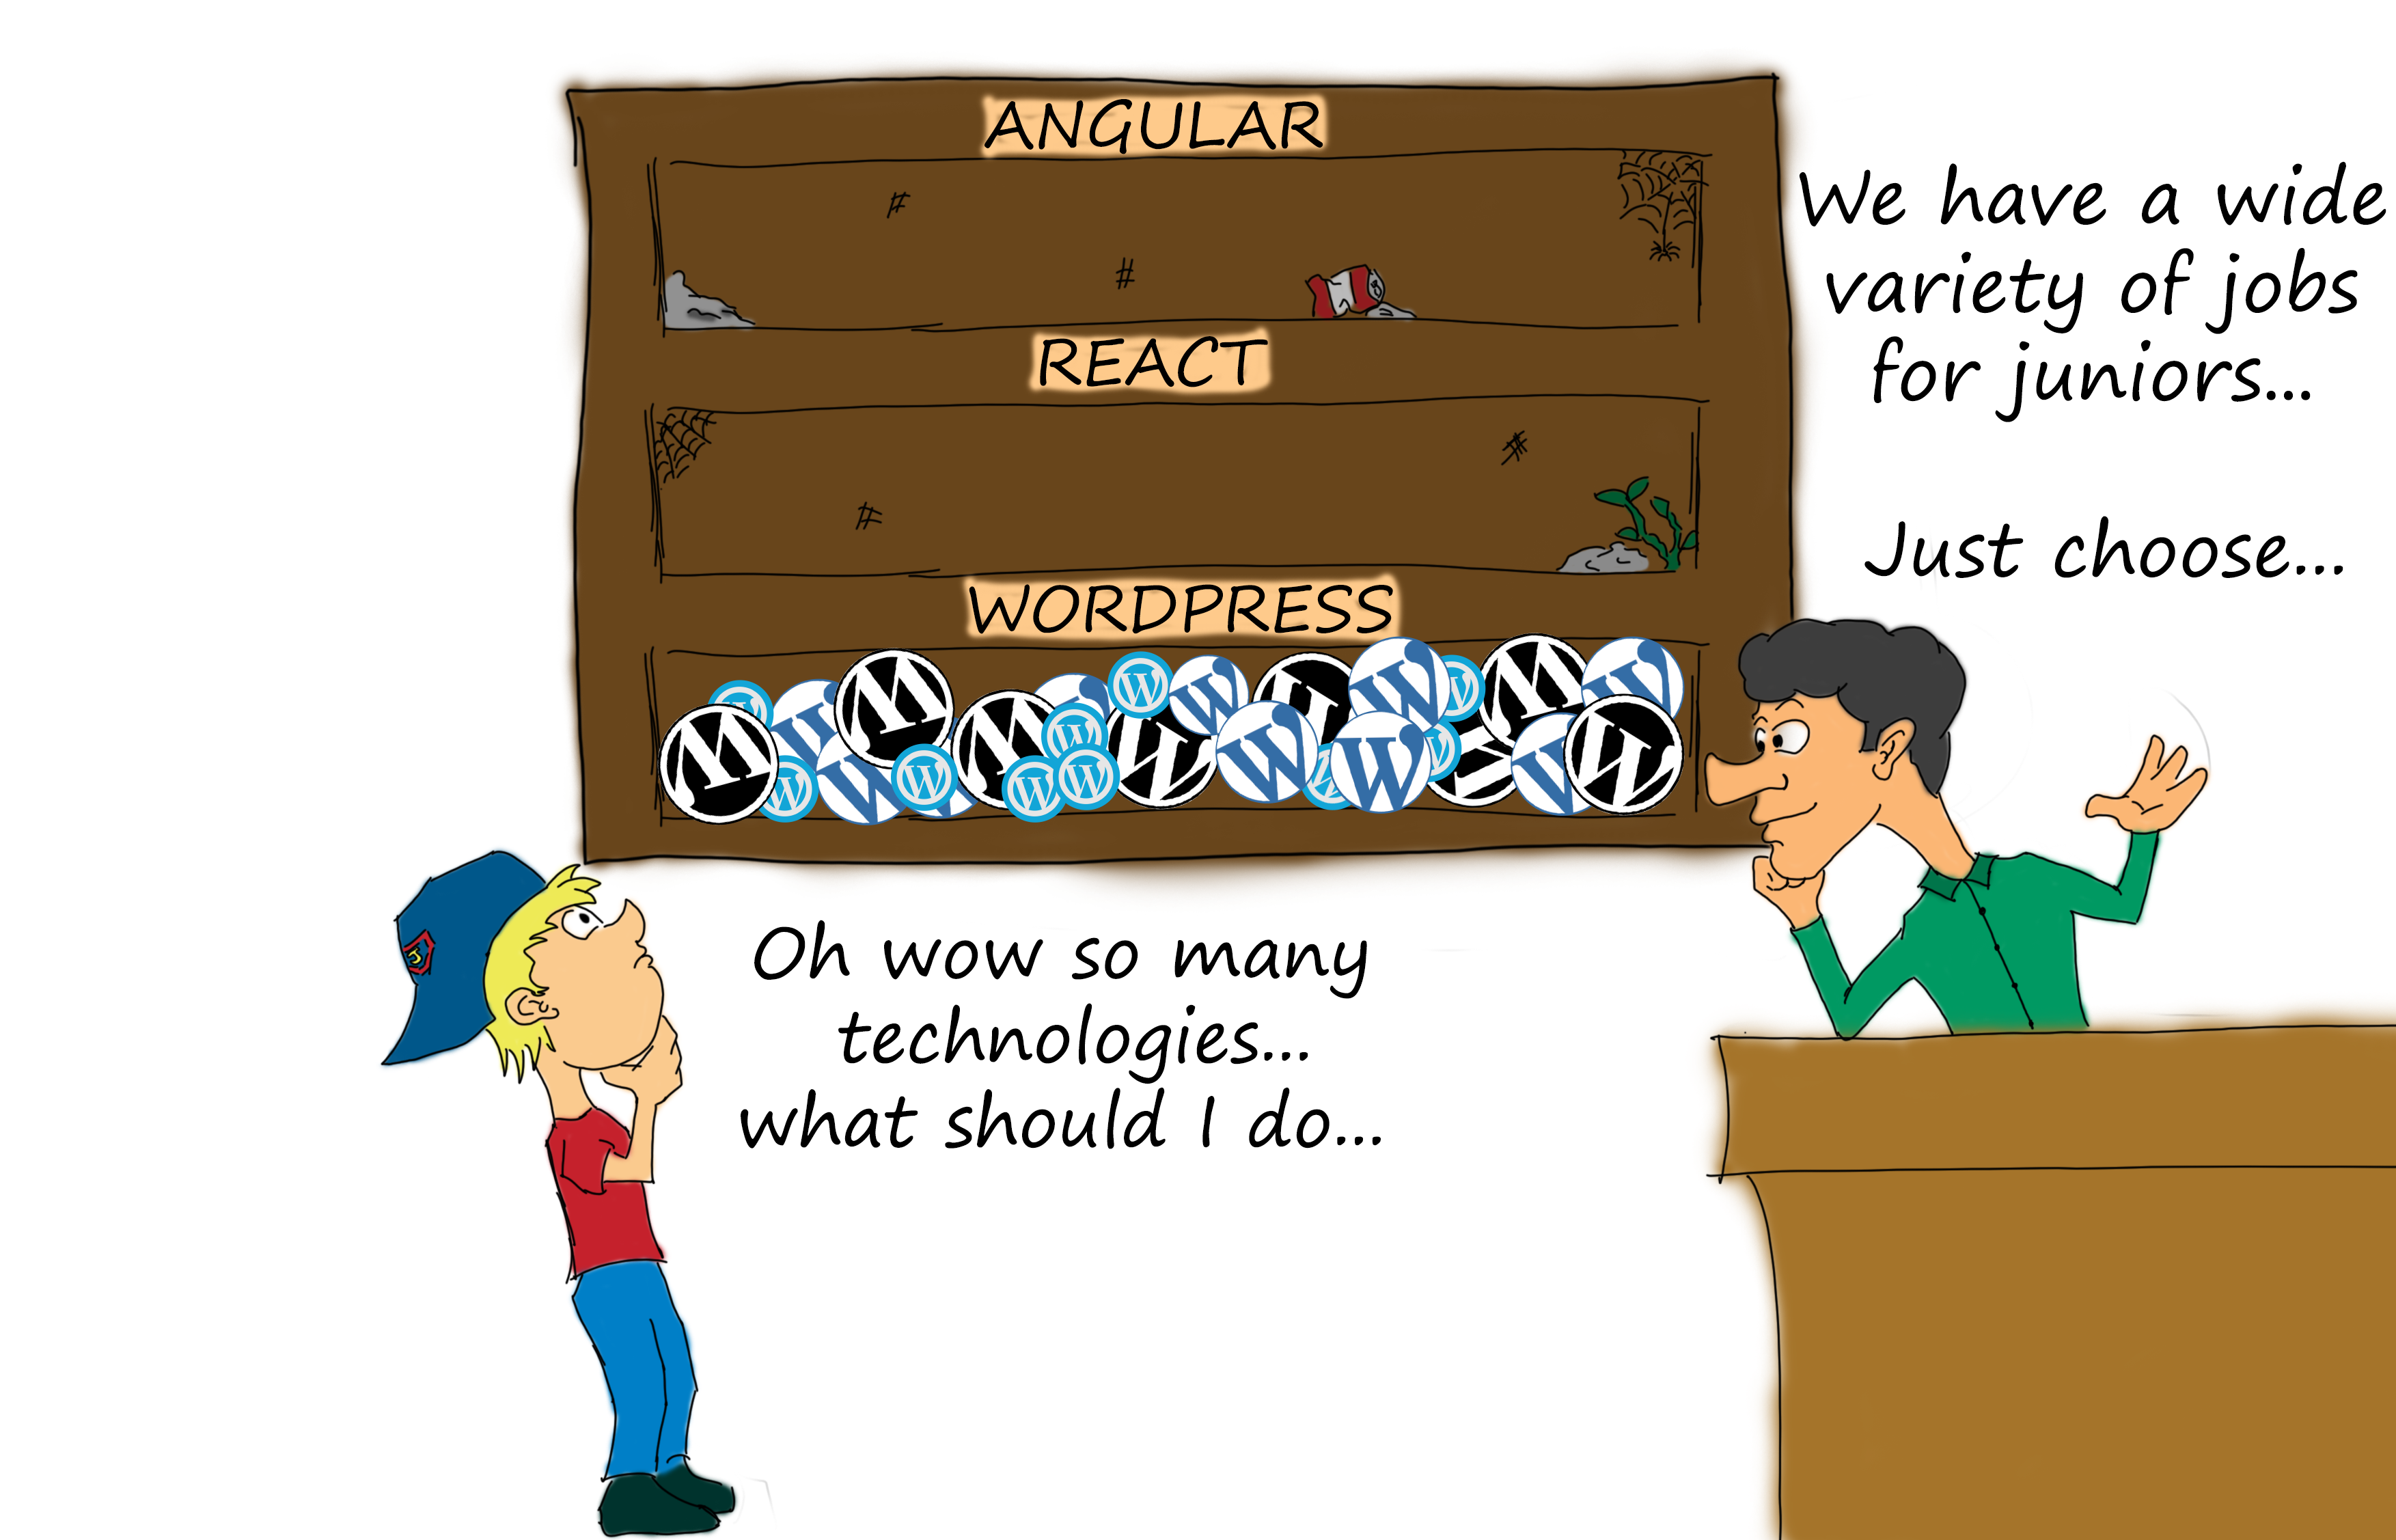 ANGULAR
We have a wide
variety of jobs
for juniors...
REACT
Just choose...
WORDPRESS
Oh wow so many
technologies...
what should I do...